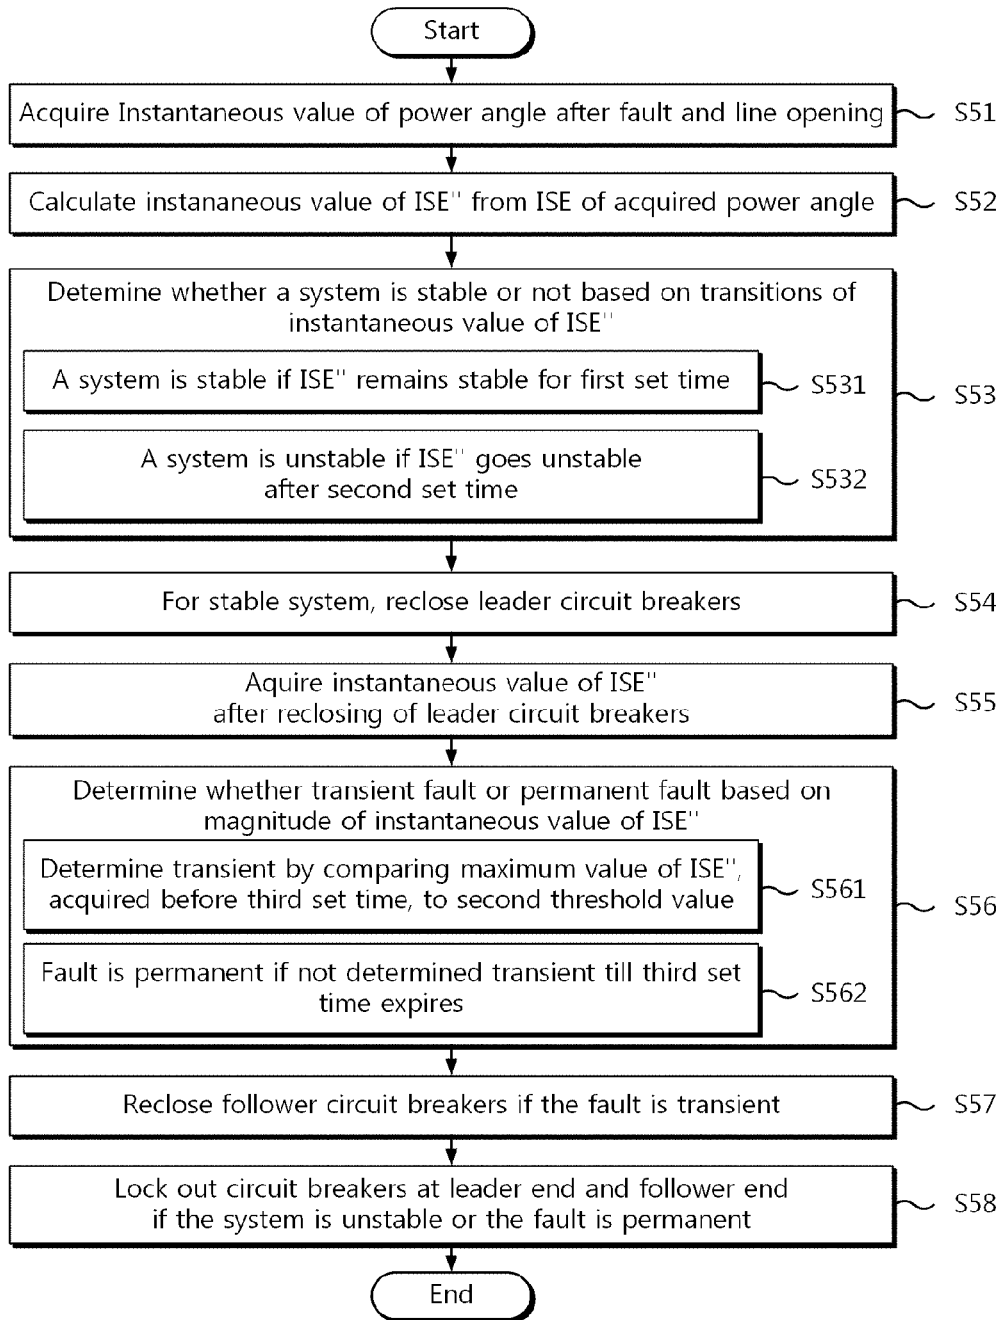 Start
Acquire Instantaneous value of power angle after fault and line opening
S51
Calculate instananeous value of ISE'' from ISE of acquired power angle
S52
Detemine whether a system is stable or not based on transitions of
instantaneous value of ISE''
A system is stable if ISE'' remains stable for first set time
S531
S53
A system is unstable if ISE'' goes unstable
after second set time
S532
For stable system, reclose leader circuit breakers
S54
Aquire instantaneous value of ISE''
after reclosing of leader circuit breakers
S55
Determine whether transient fault or permanent fault based on
magnitude of instantaneous value of ISE''
Determine transient by comparing maximum value of ISE'',
acquired before third set time, to second threshold value
S561
S56
Fault is permanent if not determined transient till third set
time expires
S562
Reclose follower circuit breakers if the fault is transient
S57
Lock out circuit breakers at leader end and follower end
if the system is unstable or the fault is permanent
S58
End